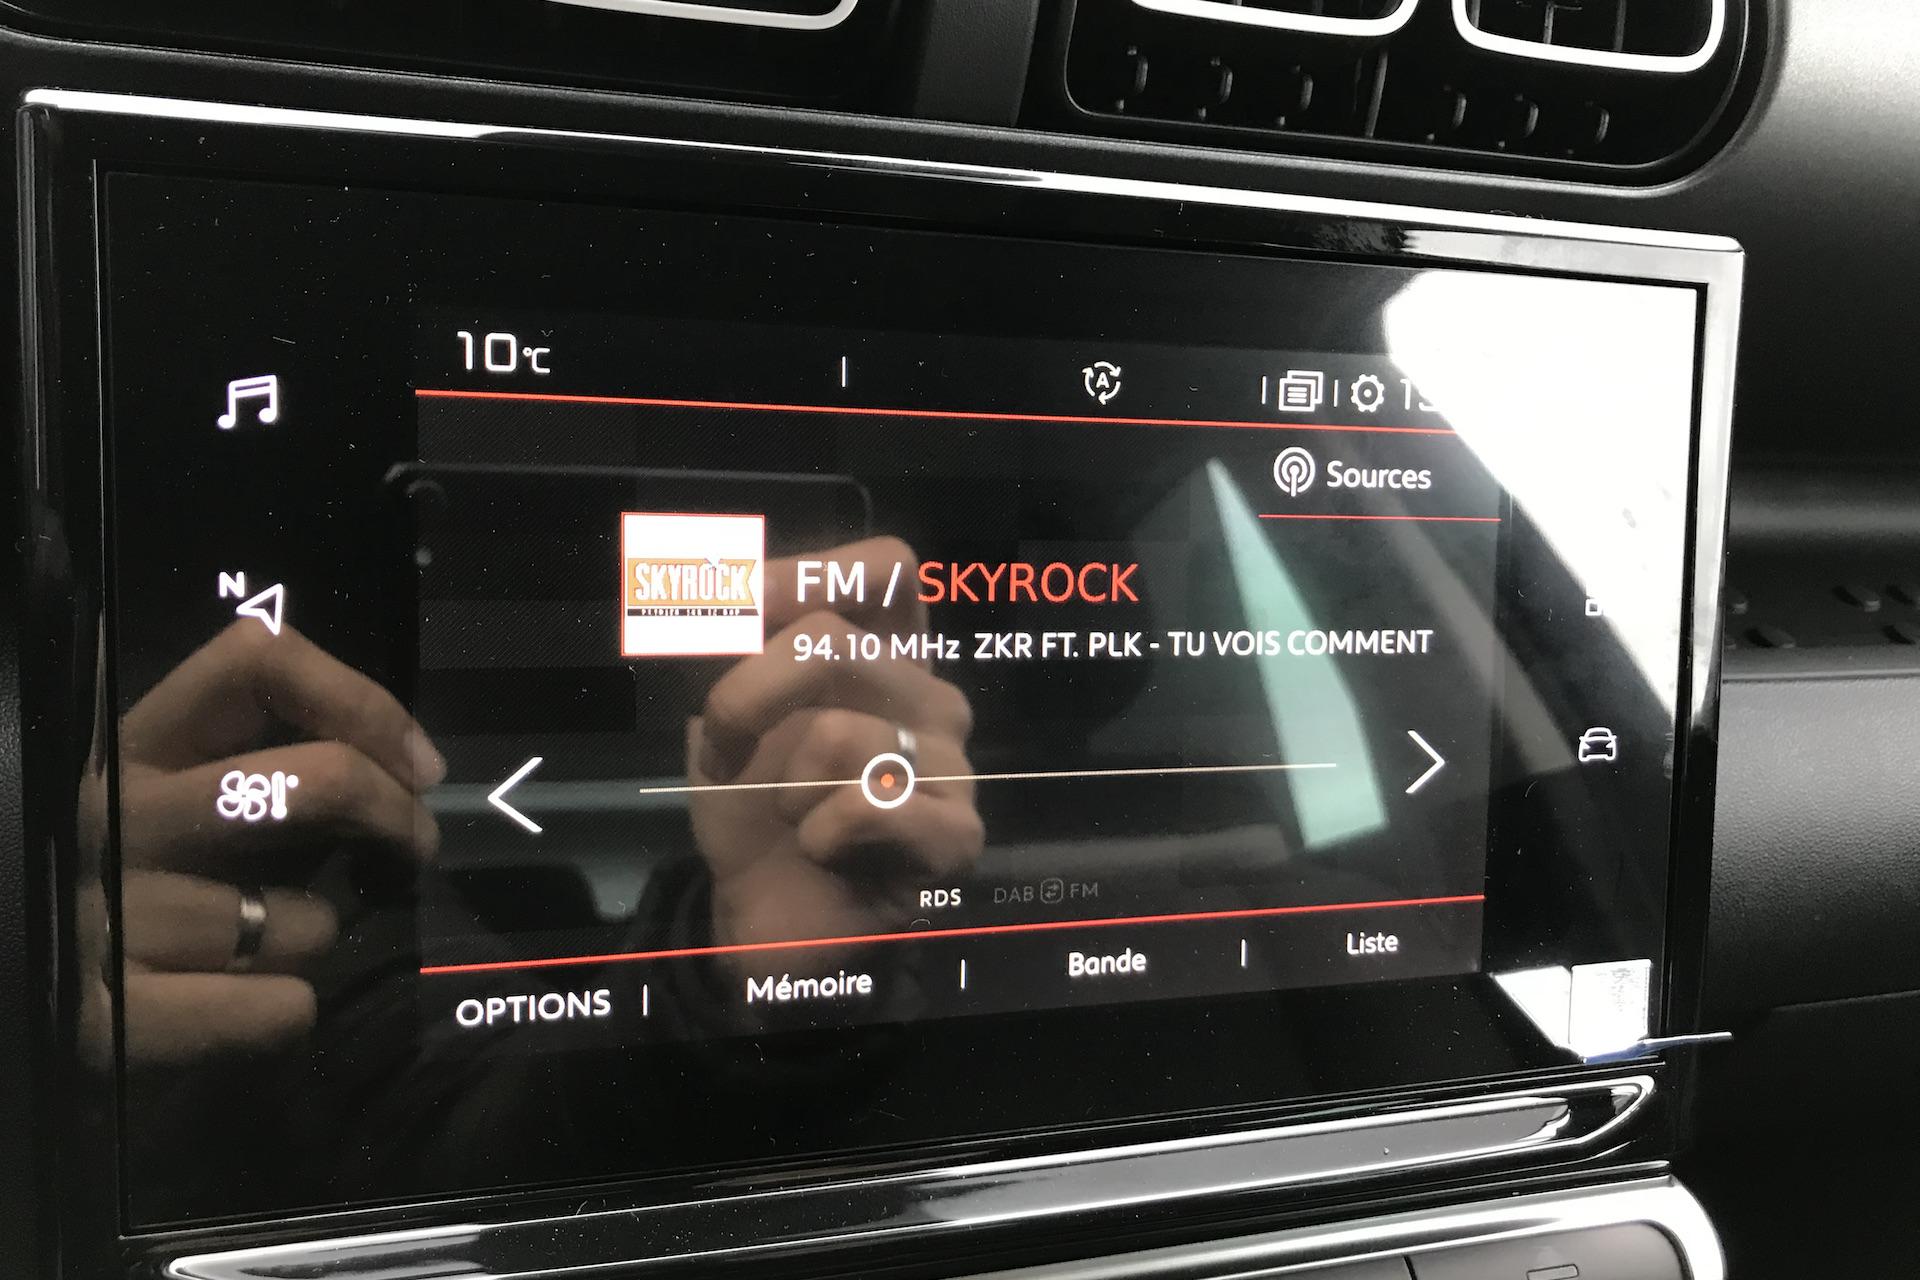 10°C
A
Sources
SKYROCK
FM / SKYROCK
94.10 MHz ZKR FT. PLK - TU VOIS COMMENT
N
RDS DAB FM
OPTIONS | Mémoire | Bande | Liste